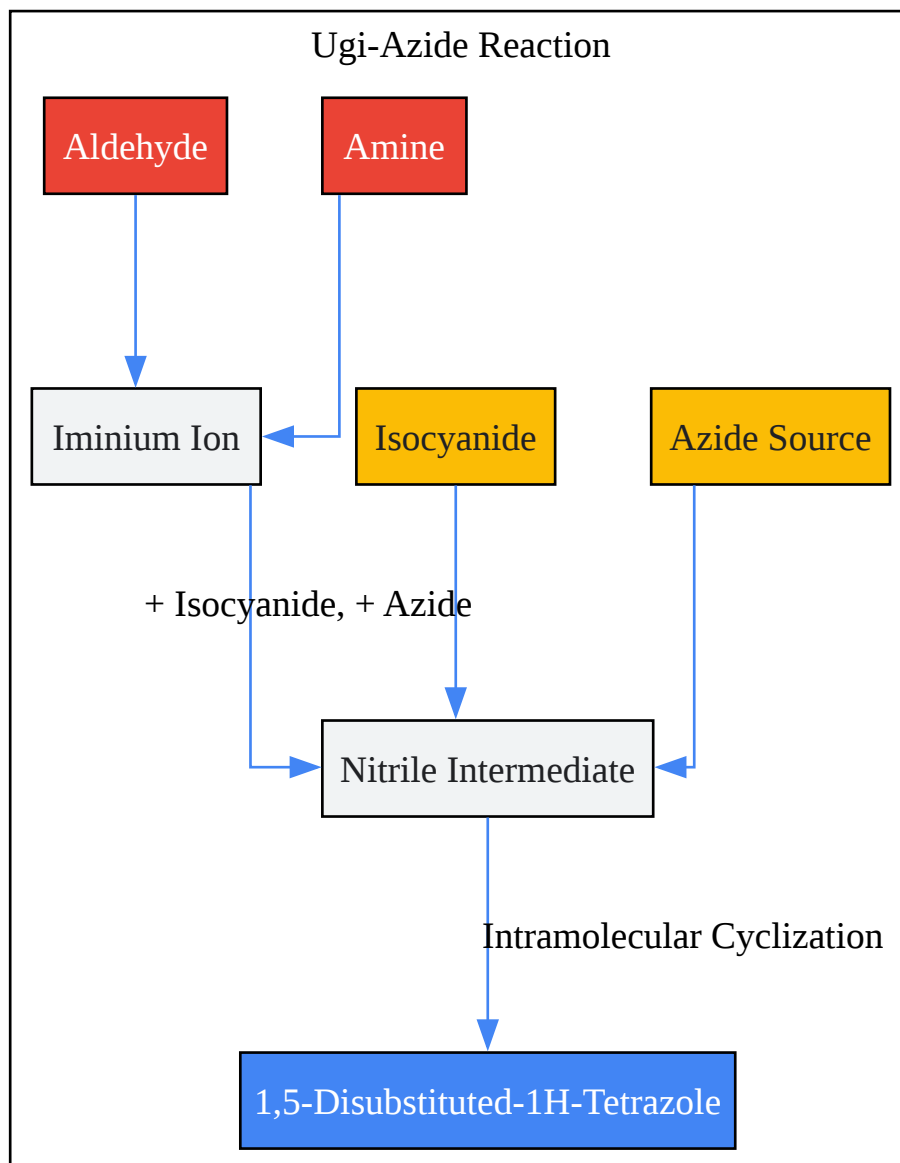 Ugi-Azide Reaction
Aldehyde
Amine
Iminium Ion
Isocyanide
Azide Source
+ Isocyanide, + Azide
Nitrile Intermediate
Intramolecular Cyclization
1,5-Disubstituted-1H-Tetrazole